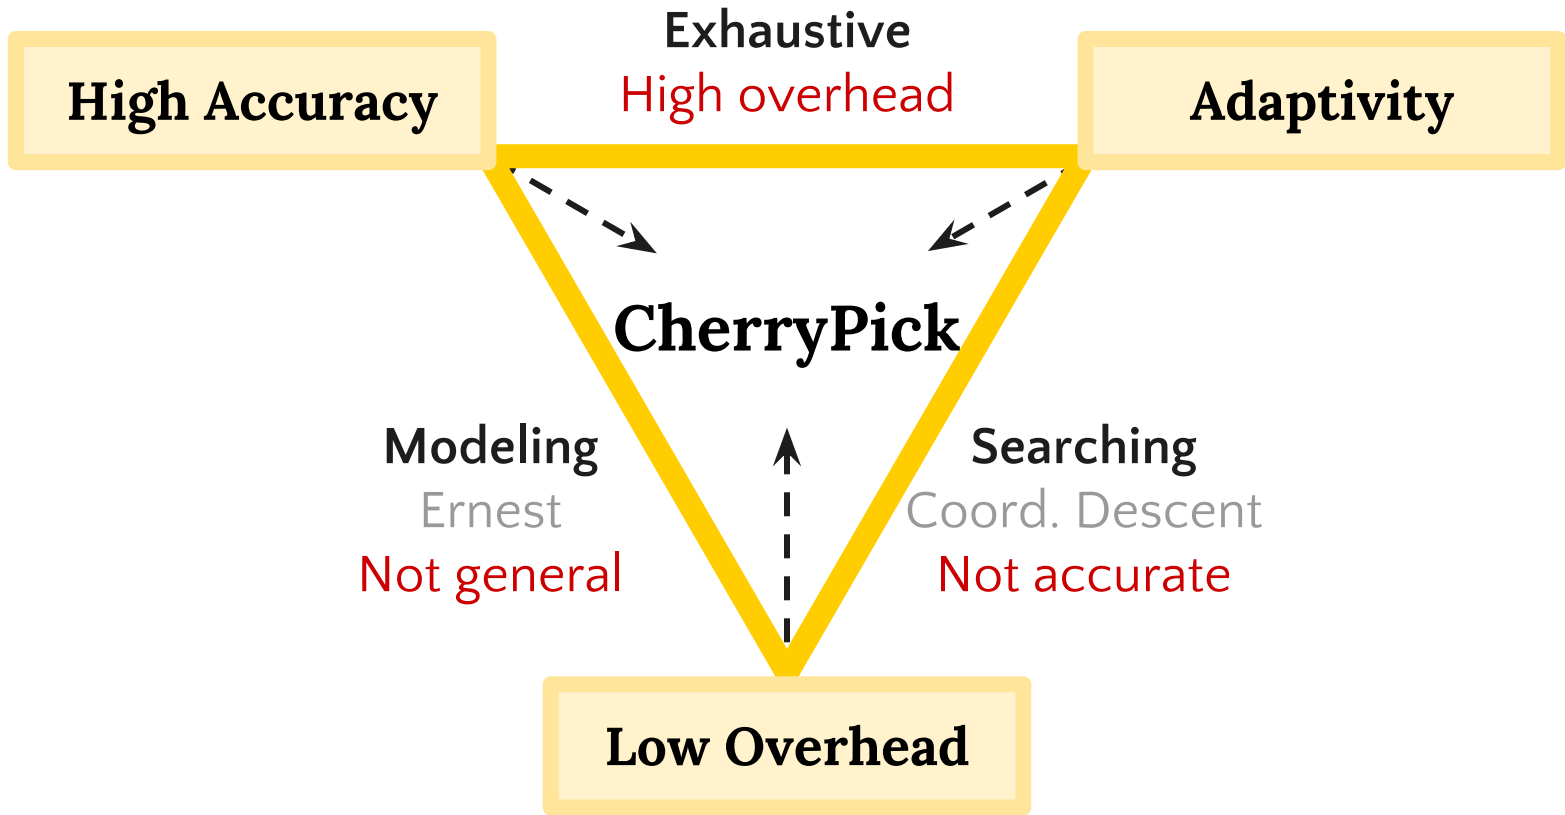 Exhaustive
High overhead
High Accuracy
Adaptivity
CherryPick
Modeling
Ernest
Not general
Searching
Coord. Descent
Not accurate
Low Overhead